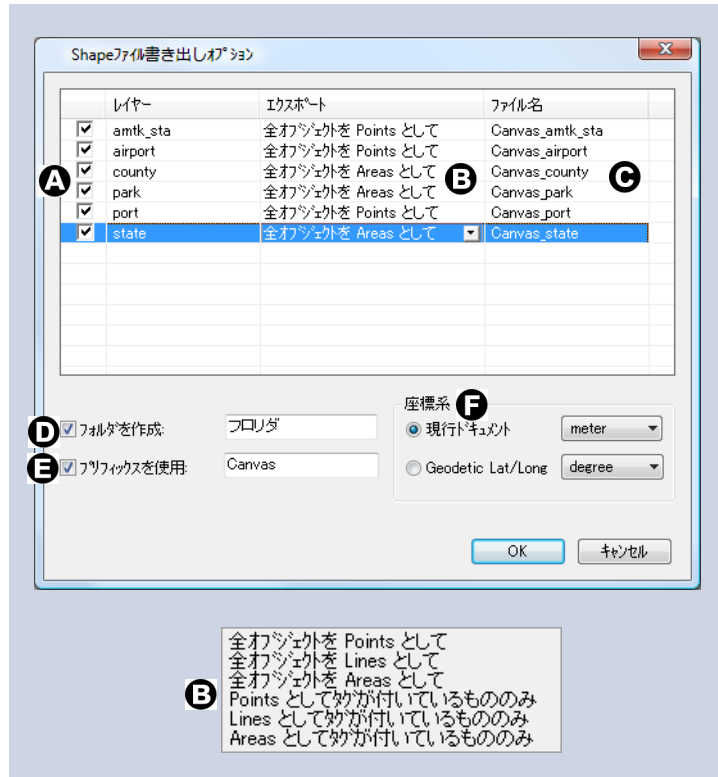 Shapeﾌｧｲﾙ書き出しｵﾌﾟｼｮﾝ
ﾚｲﾔｰ ｴｸｽﾎﾟｰﾄ ﾌｧｲﾙ名
amtk_sta 全ｵﾌﾞｼﾞｪｸﾄを Points として Canvas_amtk_sta
airport 全ｵﾌﾞｼﾞｪｸﾄを Points として Canvas_airport
A county 全ｵﾌﾞｼﾞｪｸﾄを Areas として B Canvas_county C
park 全ｵﾌﾞｼﾞｪｸﾄを Areas として Canvas_park
port 全ｵﾌﾞｼﾞｪｸﾄを Points として Canvas_port
state 全ｵﾌﾞｼﾞｪｸﾄを Areas として Canvas_state
座標系 F
D ﾌｫﾙﾀﾞを作成: フロリダ
現行ﾄﾞｷｭﾒﾝﾄ meter
E ﾌﾟﾘﾌｨｯｸｽを使用: Canvas
Geodetic Lat/Long degree
OK ｷｬﾝｾﾙ
全ｵﾌﾞｼﾞｪｸﾄを Points として
全ｵﾌﾞｼﾞｪｸﾄを Lines として
全ｵﾌﾞｼﾞｪｸﾄを Areas として
B Points としてﾀｸﾞが付いているもののみ
Lines としてﾀｸﾞが付いているもののみ
Areas としてﾀｸﾞが付いているもののみ